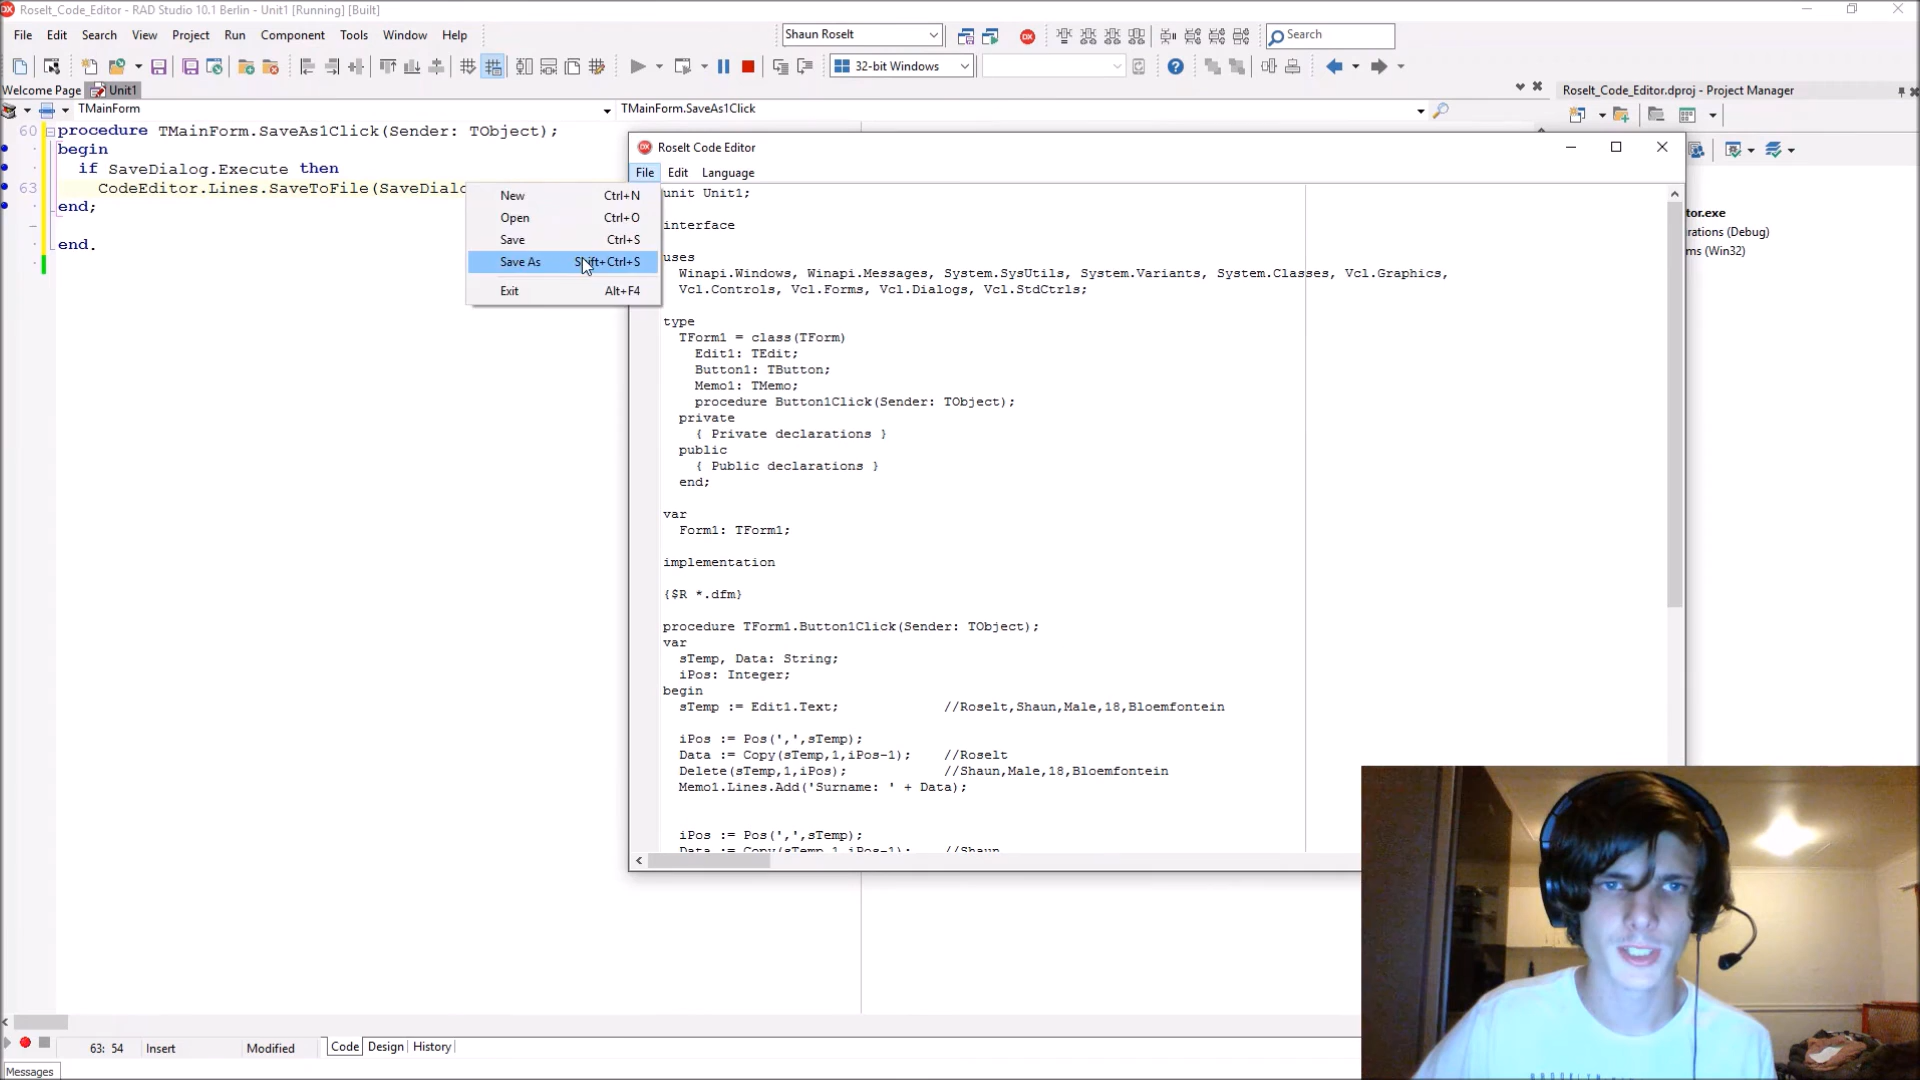 Roselt_Code_Editor - RAD Studio 10.1 Berlin - Unit1 [Running] [Built]
File Edit Search View Project Run Component Tools Window Help
Shaun Roselt
Search
32-bit Windows
Welcome Page Unit1
Roselt_Code_Editor.dproj - Project Manager
TMainForm
TMainForm.SaveAs1Click
60 procedure TMainForm.SaveAs1Click(Sender: TObject);
begin
if SaveDialog.Execute then
63 CodeEditor.Lines.SaveToFile(SaveDialo
end;
end.
Roselt Code Editor
File Edit Language
New Ctrl+N
Open Ctrl+O
Save Ctrl+S
Save As Shift+Ctrl+S
Exit Alt+F4
unit Unit1;
interface
uses
Winapi.Windows, Winapi.Messages, System.SysUtils, System.Variants, System.Classes, Vcl.Graphics,
Vcl.Controls, Vcl.Forms, Vcl.Dialogs, Vcl.StdCtrls;
type
TForm1 = class(TForm)
Edit1: TEdit;
Button1: TButton;
Memo1: TMemo;
procedure Button1Click(Sender: TObject);
private
{ Private declarations }
public
{ Public declarations }
end;
var
Form1: TForm1;
implementation
{$R *.dfm}
procedure TForm1.Button1Click(Sender: TObject);
var
sTemp, Data: String;
iPos: Integer;
begin
sTemp := Edit1.Text; //Roselt,Shaun,Male,18,Bloemfontein
iPos := Pos(',',sTemp);
Data := Copy(sTemp,1,iPos-1); //Roselt
Delete(sTemp,1,iPos); //Shaun,Male,18,Bloemfontein
Memo1.Lines.Add('Surname: ' + Data);
iPos := Pos(',',sTemp);
Data := Copy(sTemp,1,iPos-1); //Shaun
tor.exe
rations (Debug)
ms (Win32)
63: 54 Insert Modified Code Design History
Messages